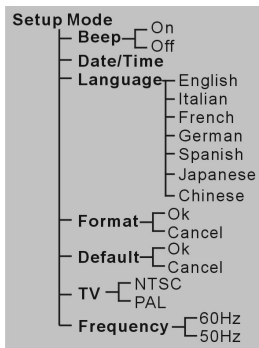 Setup Mode
Beep
On
Off
Date/Time
Language
English
Italian
French
German
Spanish
Japanese
Chinese
Format
Ok
Cancel
Default
Ok
Cancel
TV
NTSC
PAL
Frequency
60Hz
50Hz